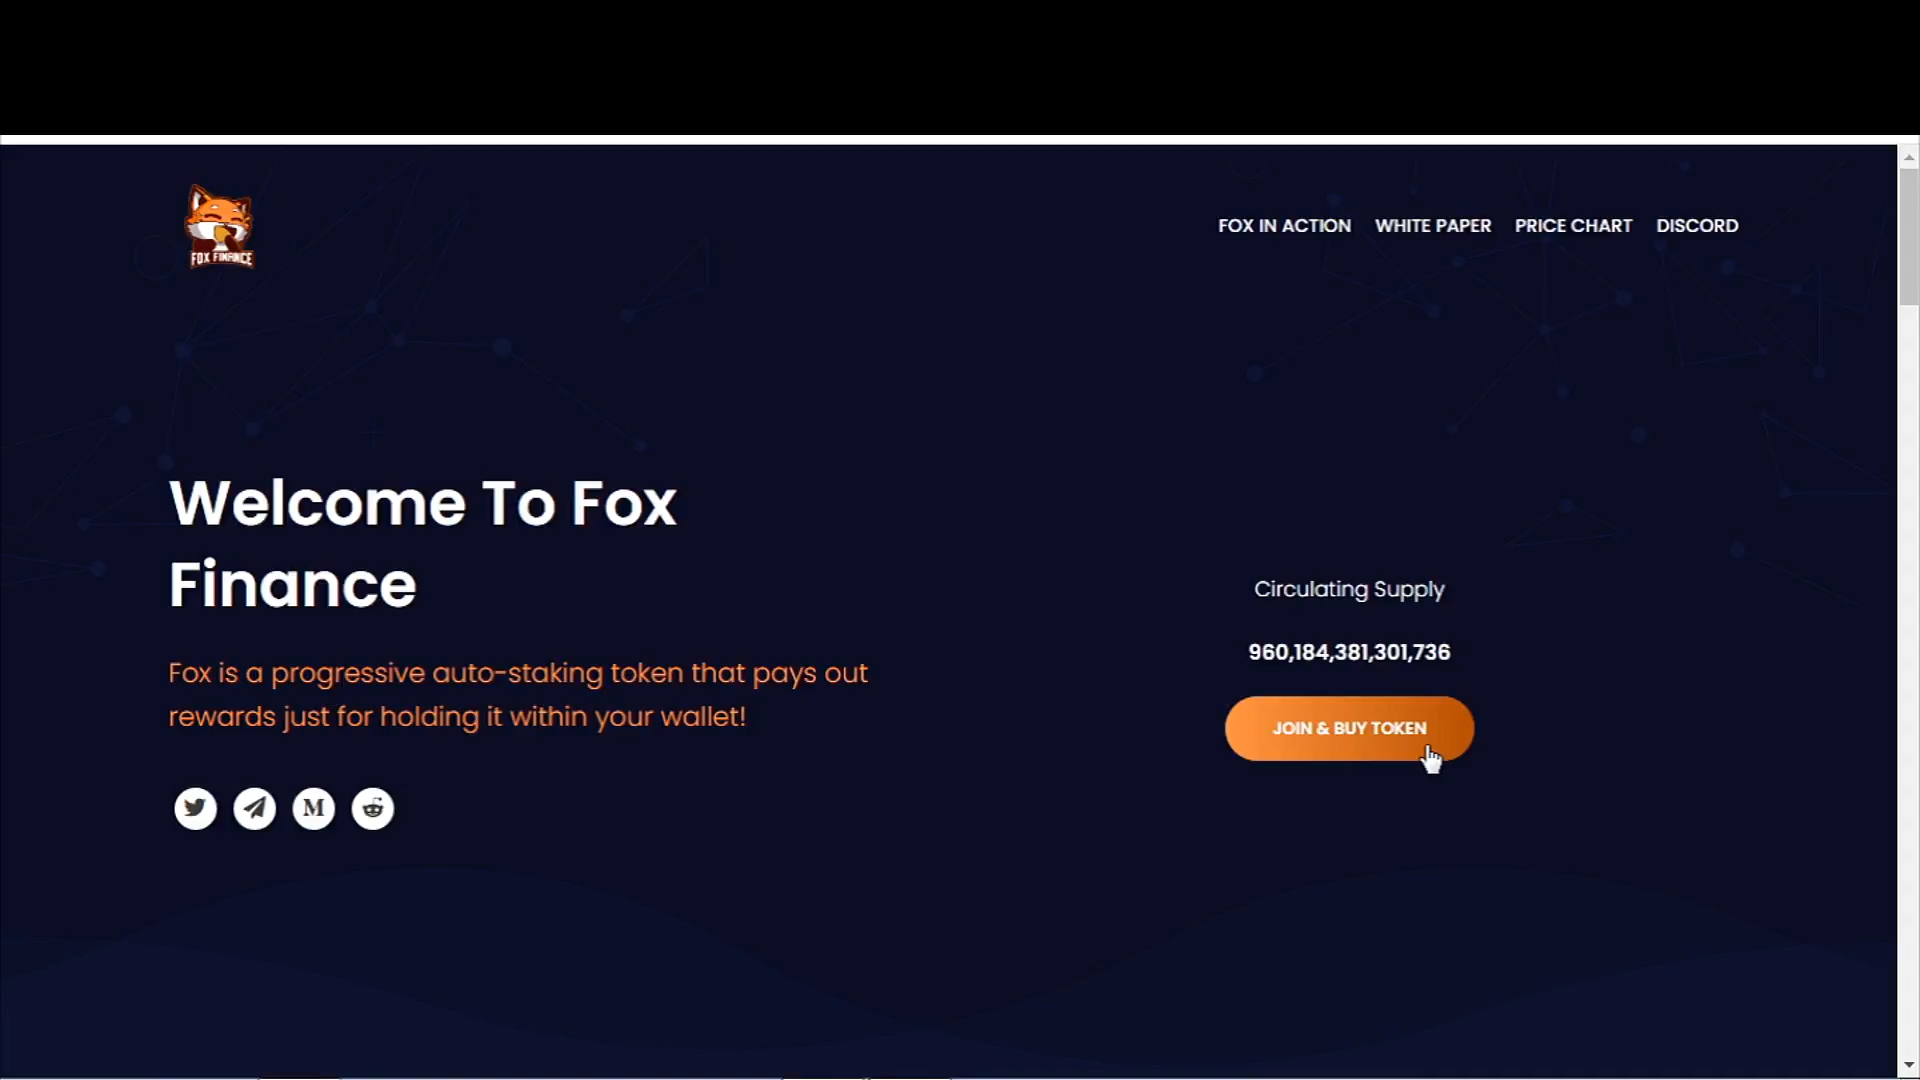 FOX FINANCE
FOX IN ACTION WHITE PAPER PRICE CHART DISCORD
Welcome To Fox
Finance
Fox is a progressive auto-staking token that pays out
rewards just for holding it within your wallet!
Circulating Supply
960,184,381,301,736
JOIN & BUY TOKEN
M